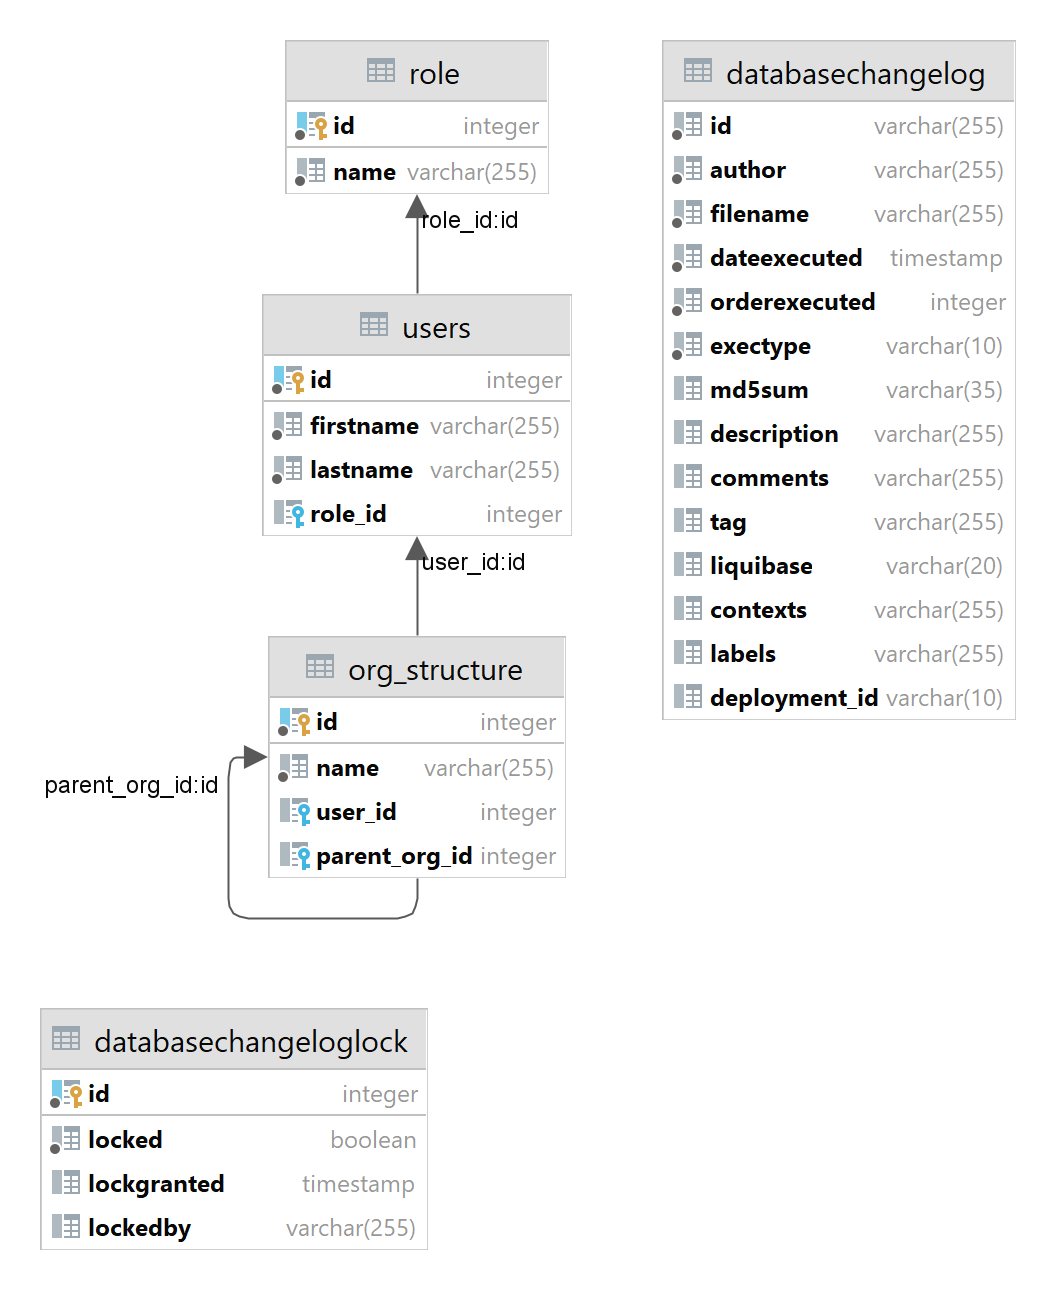 role
id integer
name varchar(255)
role_id:id
users
id integer
firstname varchar(255)
lastname varchar(255)
role_id integer
user_id:id
org_structure
id integer
name varchar(255)
user_id integer
parent_org_id integer
parent_org_id:id
databasechangelog
id varchar(255)
author varchar(255)
filename varchar(255)
dateexecuted timestamp
orderexecuted integer
exectype varchar(10)
md5sum varchar(35)
description varchar(255)
comments varchar(255)
tag varchar(255)
liquibase varchar(20)
contexts varchar(255)
labels varchar(255)
deployment_id varchar(10)
databasechangeloglock
id integer
locked boolean
lockgranted timestamp
lockedby varchar(255)